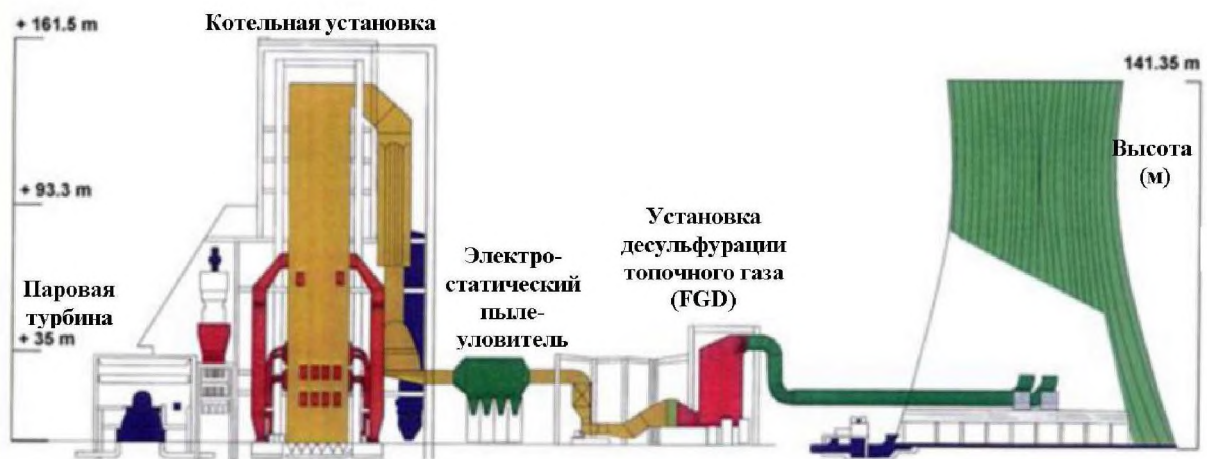 + 161.5 m
Котельная установка
141.35 m
Высота
(м)
+ 93.3 m
Установка
десульфурации
топочного газа
(FGD)
Электро-
статический
пыле-
уловитель
Паровая
турбина
+ 35 m